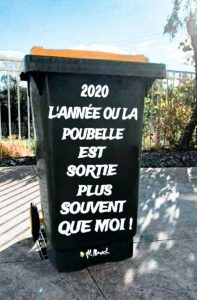 2020
L'ANNÉE OU LA
POUBELLE
EST
SORTIE
PLUS
SOUVENT
QUE MOI !